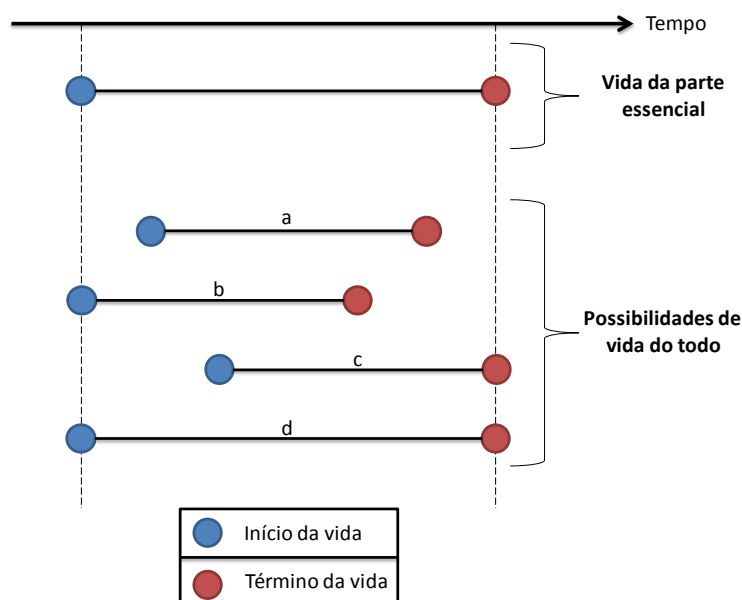 Tempo
Vida da parte
essencial
a
b
Possibilidades de
vida do todo
c
d
Início da vida
Término da vida